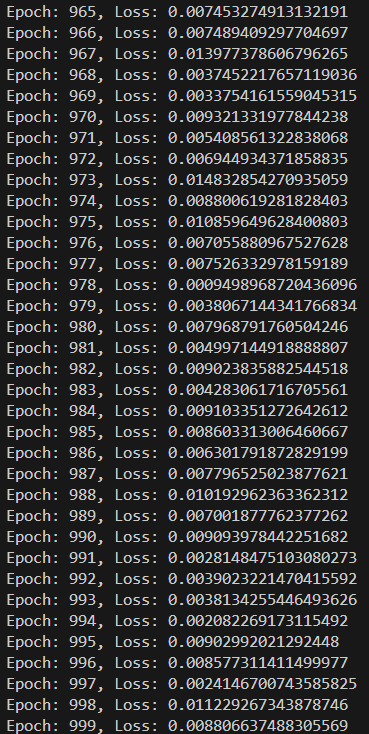 Epoch: 965, Loss: 0.007453274913132191
Epoch: 966, Loss: 0.007489409297704697
Epoch: 967, Loss: 0.013977378606796265
Epoch: 968, Loss: 0.0037452217657119036
Epoch: 969, Loss: 0.0033754161559045315
Epoch: 970, Loss: 0.009321331977844238
Epoch: 971, Loss: 0.005408561322838068
Epoch: 972, Loss: 0.006944934371858835
Epoch: 973, Loss: 0.014832854270935059
Epoch: 974, Loss: 0.008800619281828403
Epoch: 975, Loss: 0.010859649628400803
Epoch: 976, Loss: 0.007055880967527628
Epoch: 977, Loss: 0.007526332978159189
Epoch: 978, Loss: 0.0009498968720436096
Epoch: 979, Loss: 0.0038067144341766834
Epoch: 980, Loss: 0.007968791760504246
Epoch: 981, Loss: 0.004997144918888807
Epoch: 982, Loss: 0.009023835882544518
Epoch: 983, Loss: 0.004283061716705561
Epoch: 984, Loss: 0.009103351272642612
Epoch: 985, Loss: 0.008603313006460667
Epoch: 986, Loss: 0.006301791872829199
Epoch: 987, Loss: 0.007796525023877621
Epoch: 988, Loss: 0.010192962363362312
Epoch: 989, Loss: 0.007001877762377262
Epoch: 990, Loss: 0.009093978442251682
Epoch: 991, Loss: 0.0028148475103080273
Epoch: 992, Loss: 0.0039023221470415592
Epoch: 993, Loss: 0.0038134255446493626
Epoch: 994, Loss: 0.002082269173115492
Epoch: 995, Loss: 0.00902992021292448
Epoch: 996, Loss: 0.008577311411499977
Epoch: 997, Loss: 0.0024146700743585825
Epoch: 998, Loss: 0.011229267343878746
Epoch: 999, Loss: 0.008806637488305569